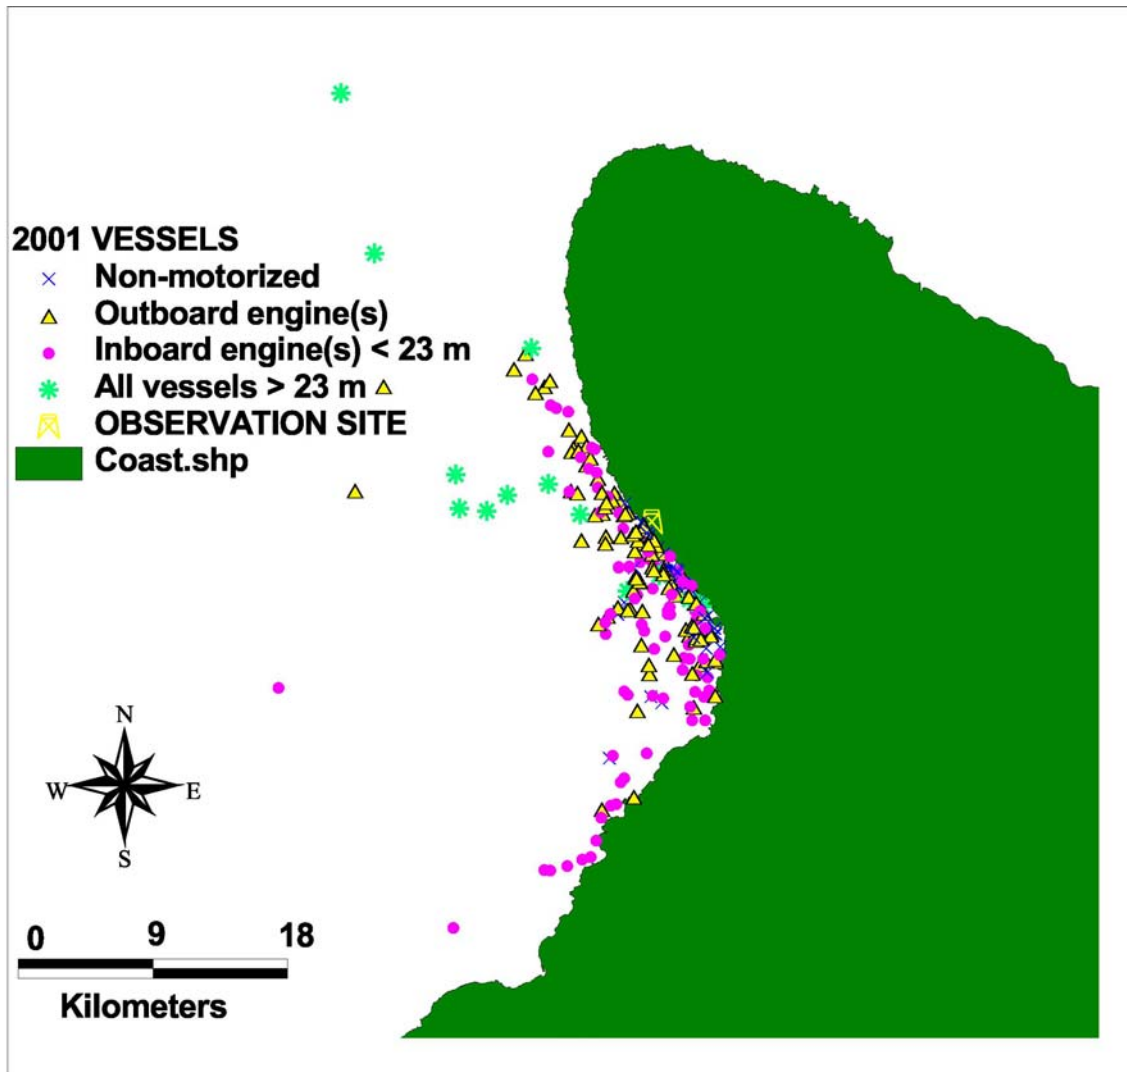 2001 VESSELS
Non-motorized
Outboard engine(s)
Inboard engine(s) < 23 m
All vessels > 23 m
OBSERVATION SITE
Coast.shp
N
W E
S
0 9 18
Kilometers